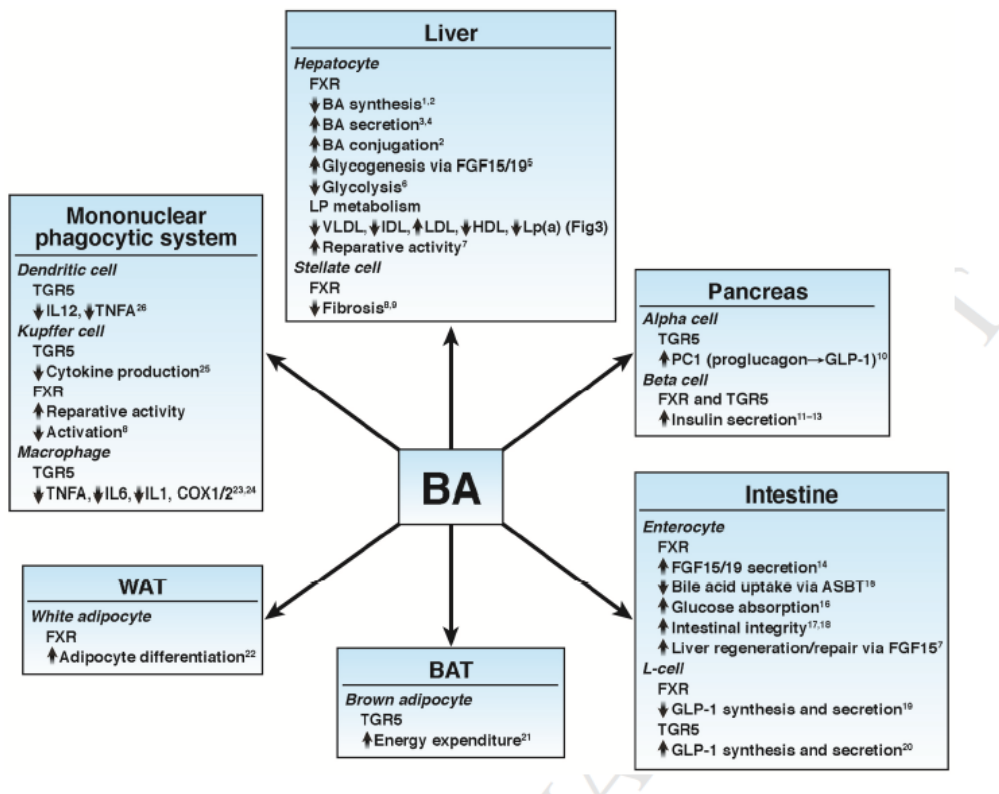 Liver
Hepatocyte
FXR
↓BA synthesis1,2
↑BA secretion3,4
↑BA conjugation2
↑Glycogenesis via FGF15/195
↓Glycolysis6
LP metabolism
↓VLDL, ↓IDL, ↑LDL, ↓HDL, ↓Lp(a) (Fig3)
↑Reparative activity7
Stellate cell
FXR
↓Fibrosis8,9
Mononuclear
phagocytic system
Dendritic cell
TGR5
↓IL12, ↓TNFA26
Kupffer cell
TGR5
↓Cytokine production25
FXR
↑Reparative activity
↓Activation8
Macrophage
TGR5
↓TNFA, ↓IL6, ↓IL1, COX1/223,24
Pancreas
Alpha cell
TGR5
↑PC1 (proglucagon→GLP-1)10
Beta cell
FXR and TGR5
↑Insulin secretion11–13
BA
Intestine
Enterocyte
FXR
↑FGF15/19 secretion14
↓Bile acid uptake via ASBT15
↑Glucose absorption16
↑Intestinal integrity17,18
↑Liver regeneration/repair via FGF157
L-cell
FXR
↓GLP-1 synthesis and secretion19
TGR5
↑GLP-1 synthesis and secretion20
WAT
White adipocyte
FXR
↑Adipocyte differentiation22
BAT
Brown adipocyte
TGR5
↑Energy expenditure21